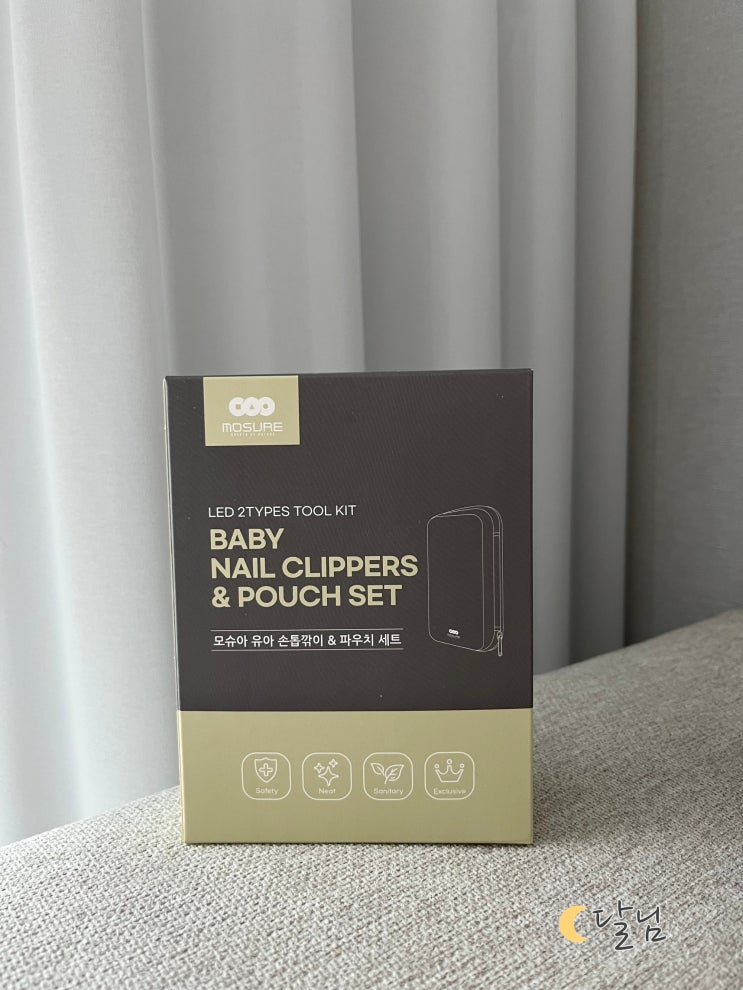 MOSURE
LED 2TYPES TOOL KIT
BABY
NAIL CLIPPERS
& POUCH SET
모슈아 유아 손톱깎이 & 파우치 세트
MOSURE
Safety
Neat
Sanitary
Exclusive
달님